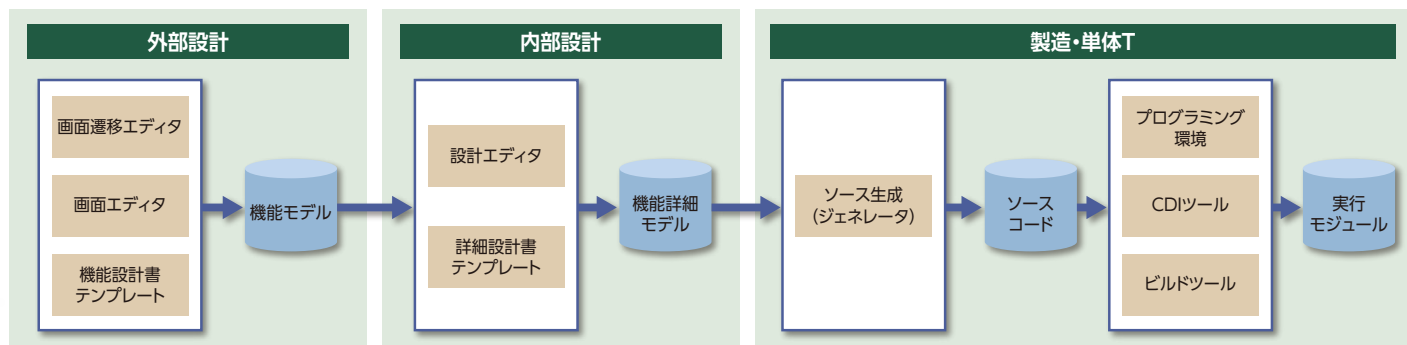 外部設計
画面遷移エディタ
画面エディタ
機能設計書
テンプレート
機能モデル
内部設計
設計エディタ
詳細設計書
テンプレート
機能詳細
モデル
製造・単体T
ソース生成
(ジェネレータ)
ソース
コード
プログラミング
環境
CDIツール
ビルドツール
実行
モジュール